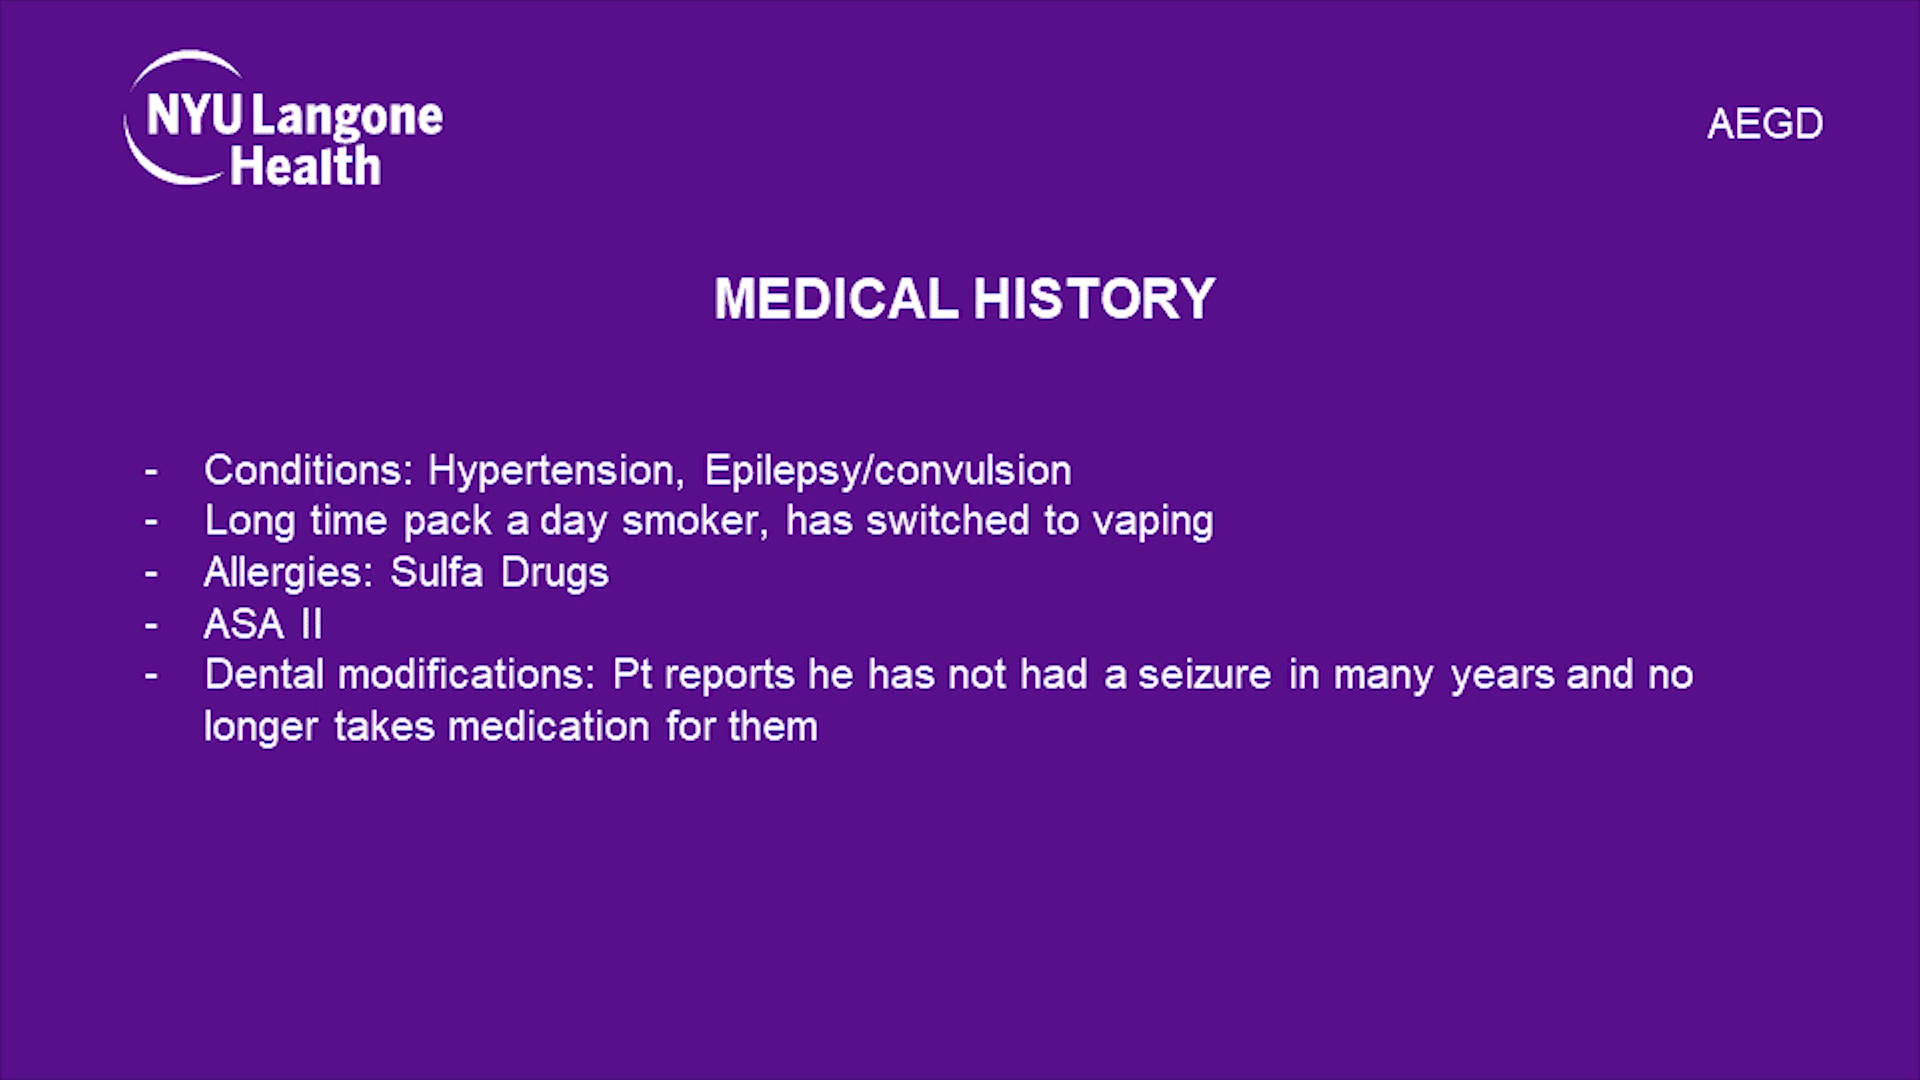 NYU Langone
Health
AEGD
MEDICAL HISTORY
- Conditions: Hypertension, Epilepsy/convulsion
- Long time pack a day smoker, has switched to vaping
- Allergies: Sulfa Drugs
- ASA II
- Dental modifications: Pt reports he has not had a seizure in many years and no
longer takes medication for them